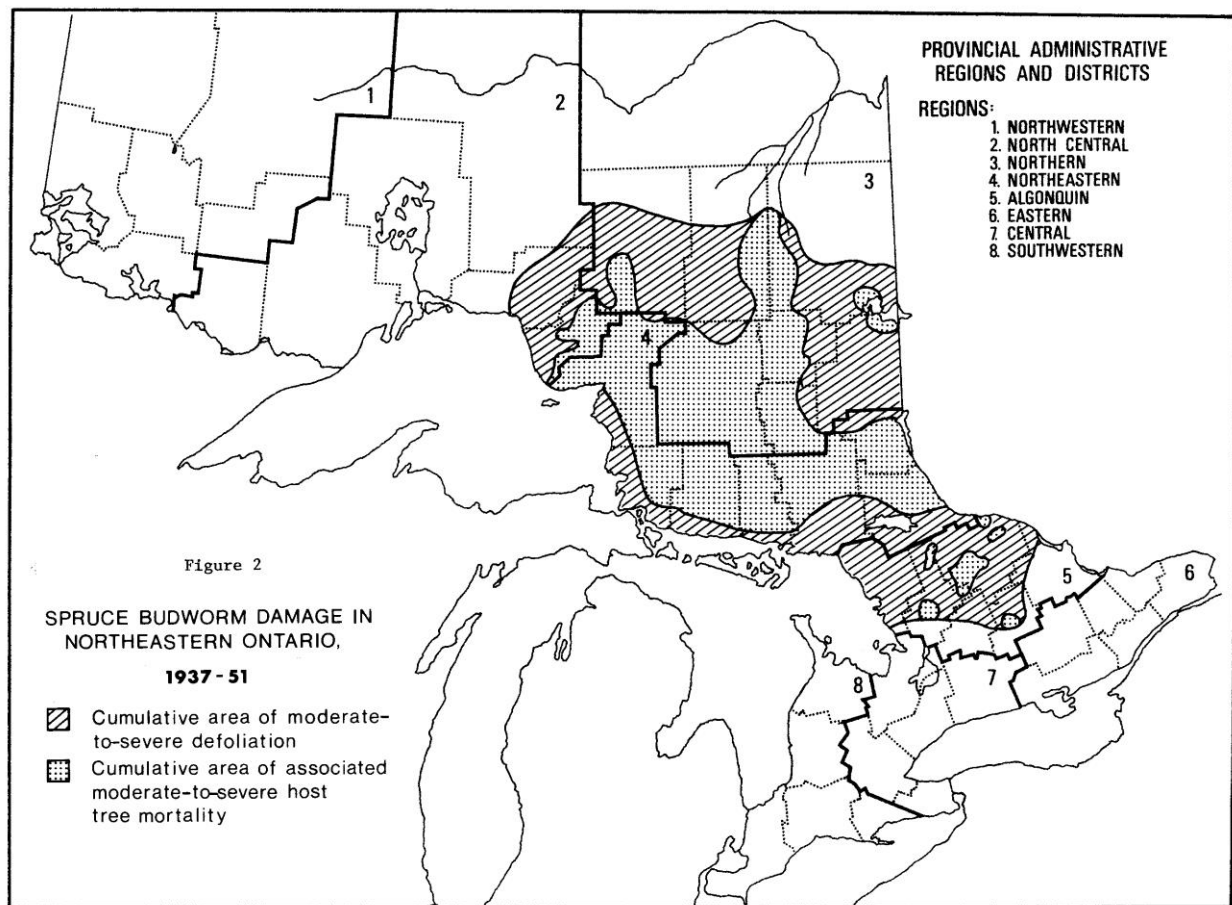 PROVINCIAL ADMINISTRATIVE
REGIONS AND DISTRICTS
REGIONS:
1. NORTHWESTERN
2. NORTH CENTRAL
3. NORTHERN
4. NORTHEASTERN
5. ALGONQUIN
6. EASTERN
7. CENTRAL
8. SOUTHWESTERN
1
2
3
4
5
6
7
8
Figure 2
SPRUCE BUDWORM DAMAGE IN
NORTHEASTERN ONTARIO,
1937-51
Cumulative area of moderate-
to-severe defoliation
Cumulative area of associated
moderate-to-severe host
tree mortality